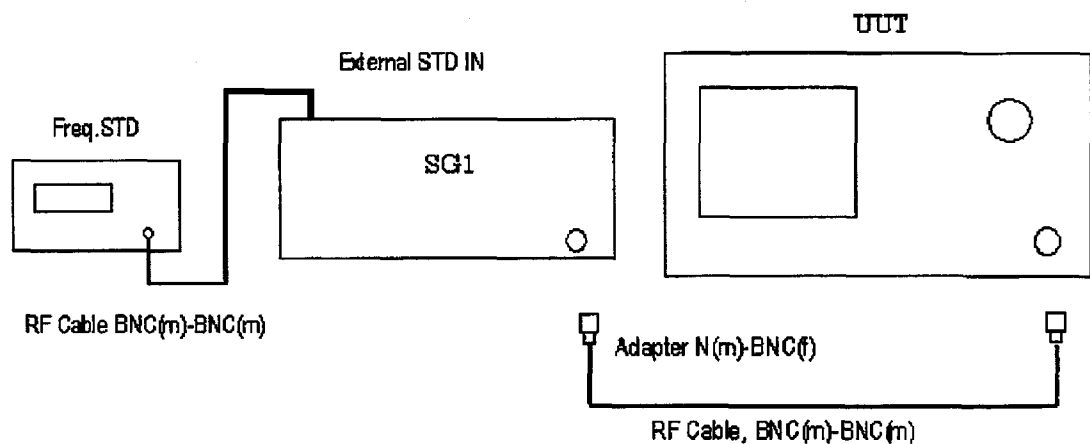 UUT
External STD IN
Freq.STD
SG1
RF Cable BNC(m)-BNC(m)
Adapter N(m)-BNC(f)
RF Cable, BNC(m)-BNC(m)